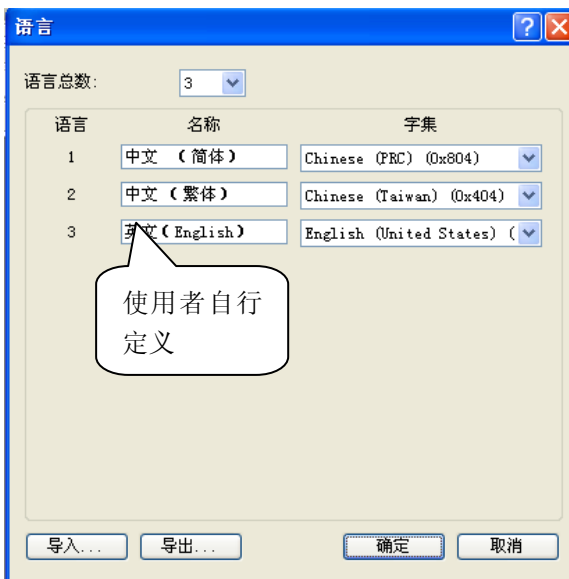 语言
语言总数: 3
语言 名称 字集
1 中文 （简体） Chinese (PRC) (0x804)
2 中文（繁体） Chinese (Taiwan) (0x404)
3 英文(English) English (United States) (
使用者自行
定义
导入... 导出... 确定 取消